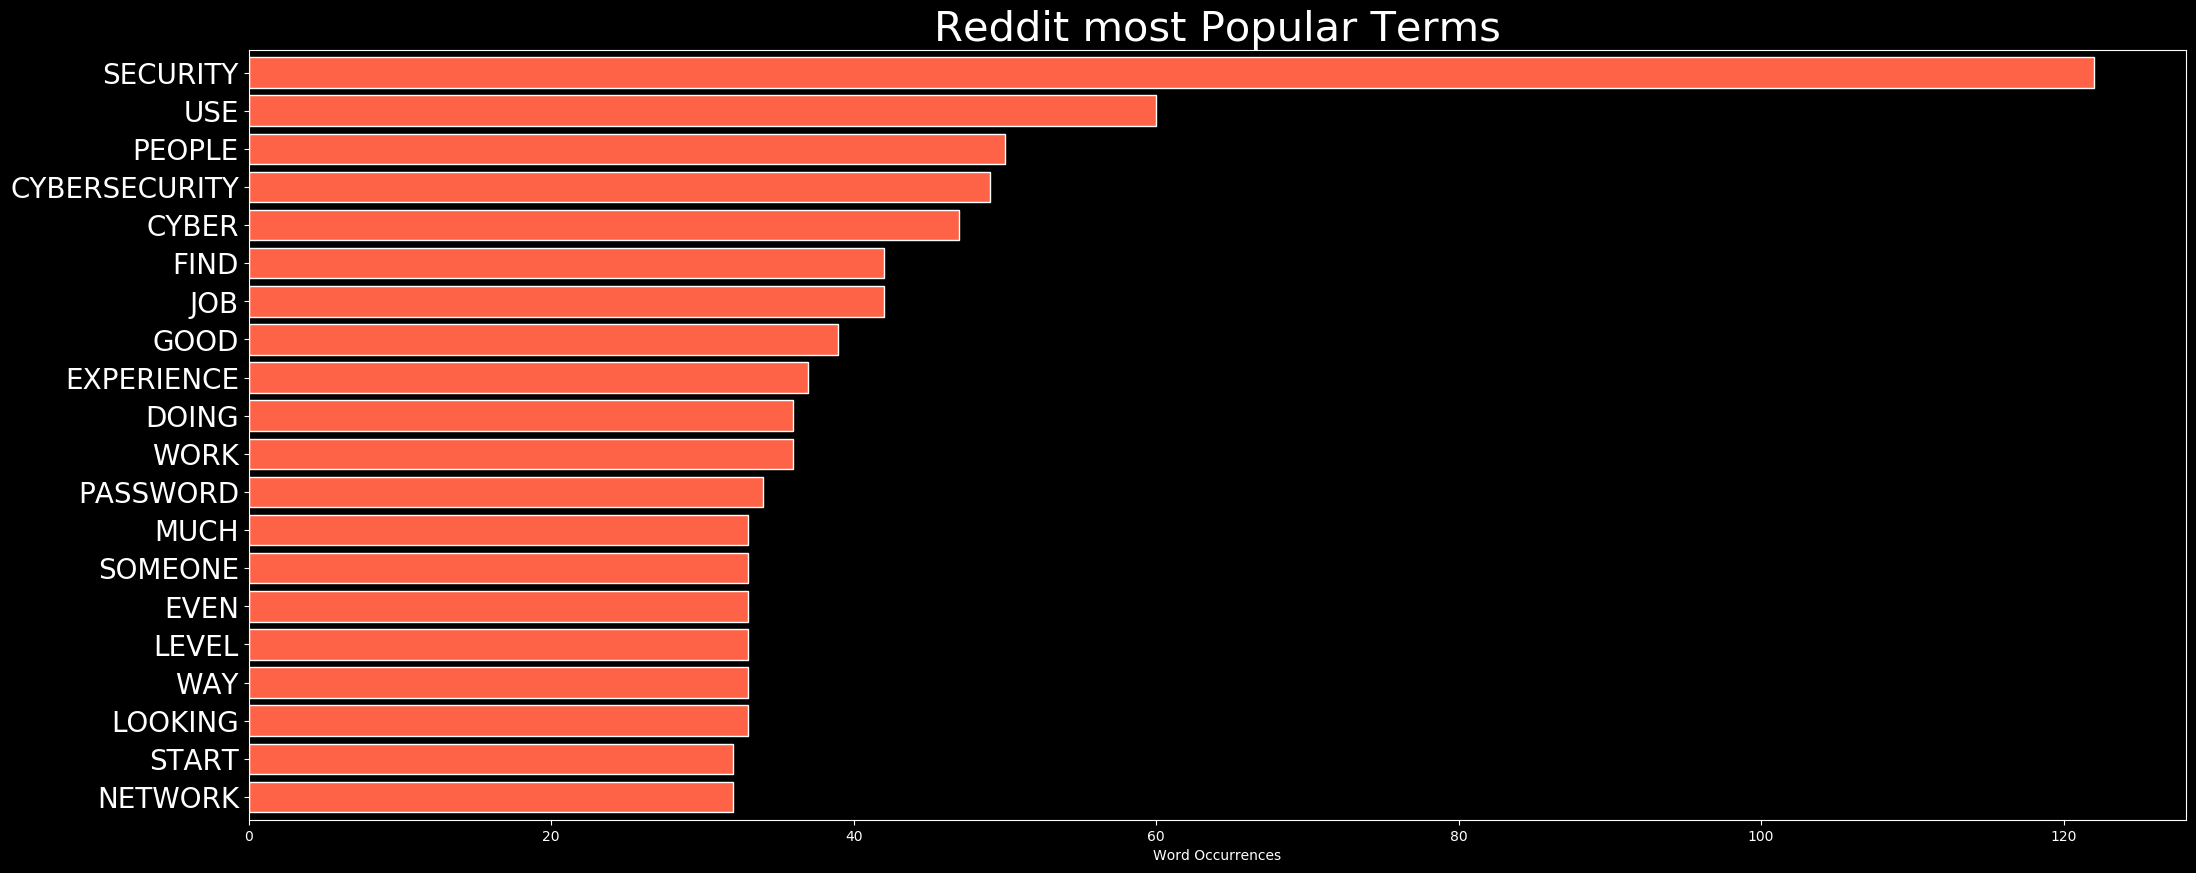 Reddit most Popular Terms
SECURITY
USE
PEOPLE
CYBERSECURITY
CYBER
FIND
JOB
GOOD
EXPERIENCE
DOING
WORK
PASSWORD
MUCH
SOMEONE
EVEN
LEVEL
WAY
LOOKING
START
NETWORK
0 20 40 60 80 100 120
Word Occurrences